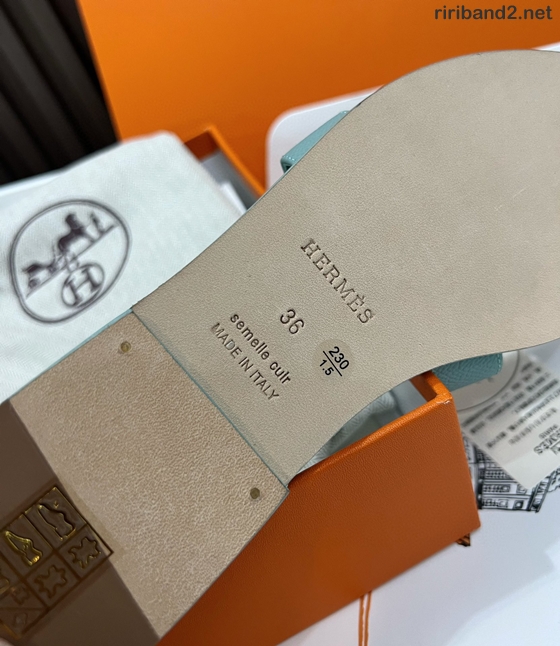 ririband2.net
HERMÈS
36
semelle cuir
MADE IN ITALY
230
1.5
H